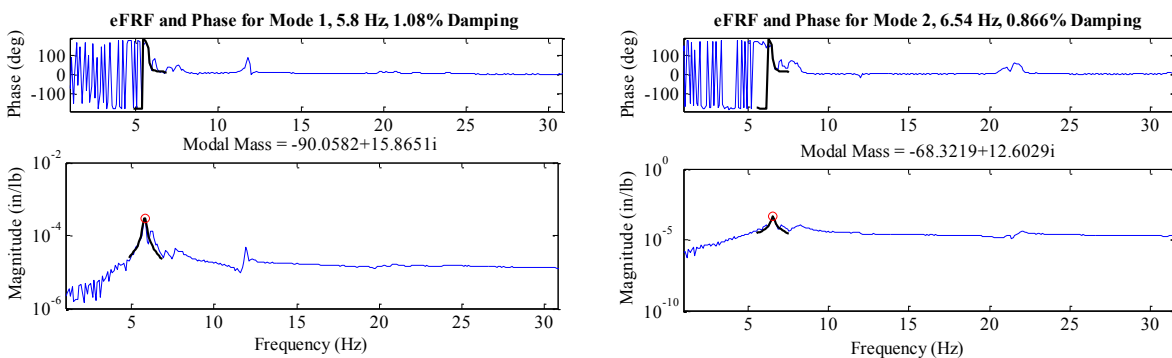 eFRF and Phase for Mode 1, 5.8 Hz, 1.08% Damping
Phase (deg)
100
0
-100
5 10 15 20 25 30
Modal Mass = -90.0582+15.8651i
Magnitude (in/lb)
10^-2
10^-4
10^-6
5 10 15 20 25 30
Frequency (Hz)
eFRF and Phase for Mode 2, 6.54 Hz, 0.866% Damping
Phase (deg)
100
0
-100
5 10 15 20 25 30
Modal Mass = -68.3219+12.6029i
Magnitude (in/lb)
10^0
10^-5
10^-10
5 10 15 20 25 30
Frequency (Hz)